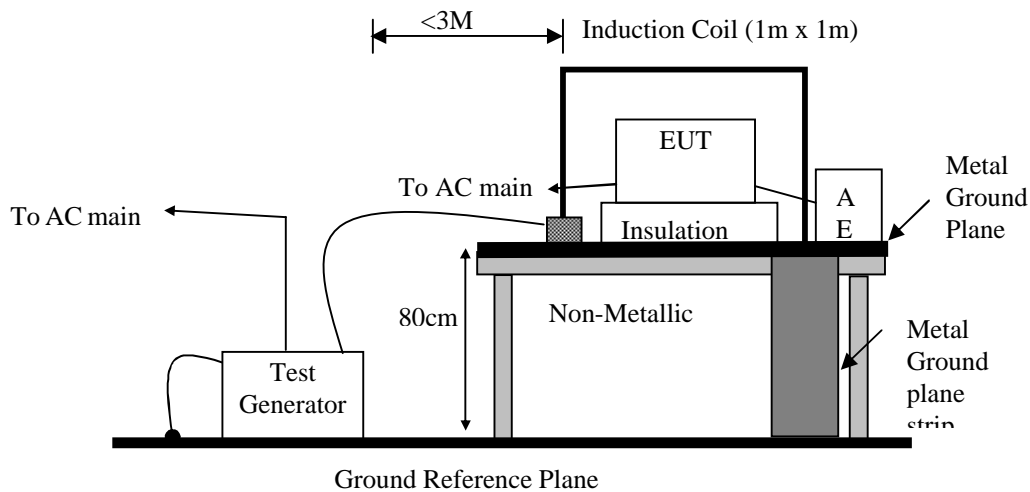 <3M
Induction Coil (1m x 1m)
EUT
Metal
Ground
Plane
To AC main
A
E
To AC main
Insulation
80cm
Non-Metallic
Metal
Ground
plane
strip
Test
Generator
Ground Reference Plane